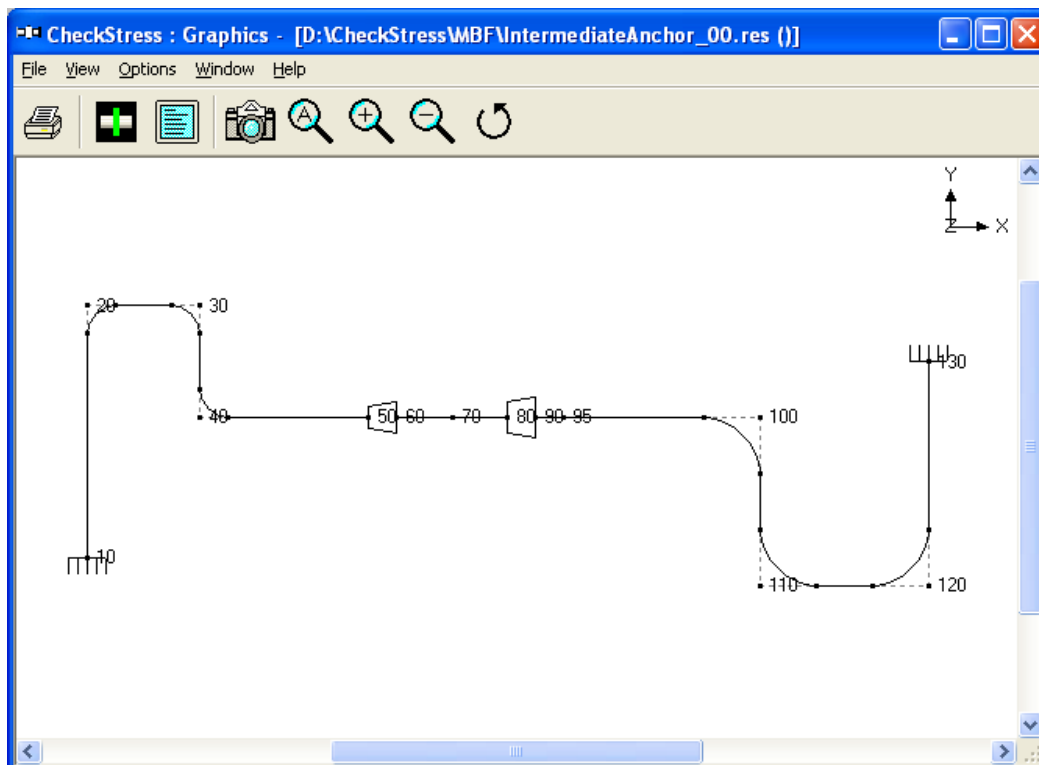 CheckStress : Graphics - [D:\CheckStress\MBF\IntermediateAnchor_00.res ()]
File View Options Window Help
A
Y
Z X
20 30
130
40 50 60 70 80 90 95 100
10
110 120